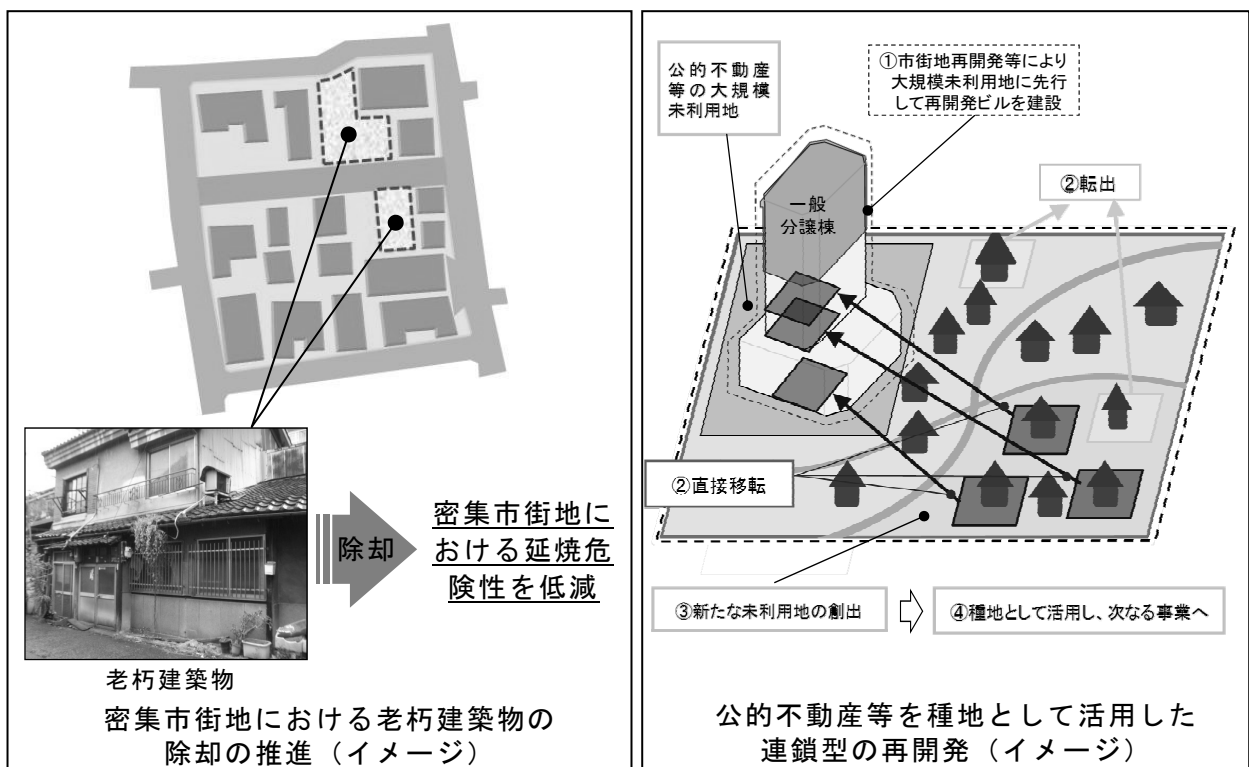 除却
密集市街地に
おける延焼危
険性を低減
老朽建築物
密集市街地における老朽建築物の
除却の推進（イメージ）
公的不動産
等の大規模
未利用地
①市街地再開発等により
大規模未利用地に先行
して再開発ビルを建設
②転出
一般
分譲棟
②直接移転
③新たな未利用地の創出
④種地として活用し、次なる事業へ
公的不動産等を種地として活用した
連鎖型の再開発（イメージ）